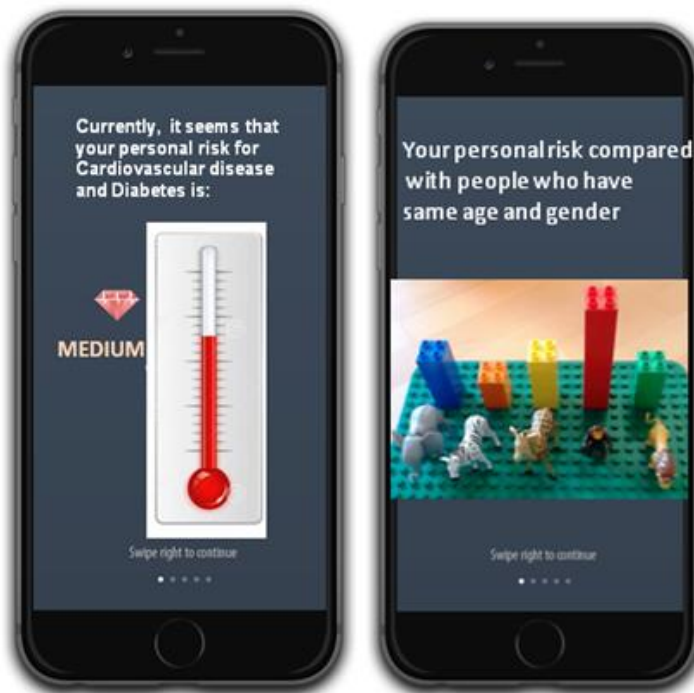 Currently, it seems that
your personal risk for
Cardiovascular disease
and Diabetes is:
MEDIUM
Swipe right to continue
Your personal risk compared
with people who have
same age and gender
Swipe right to continue